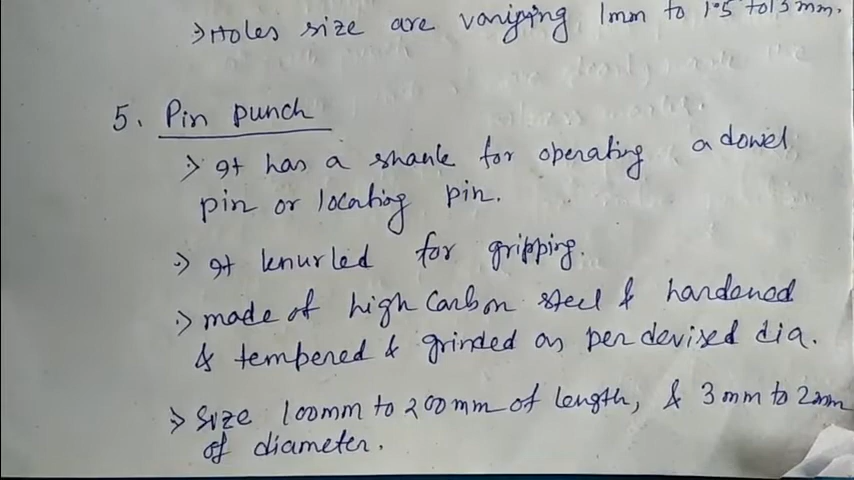 → Holes size are varying 1mm to 1.5 to 13 mm.
5. Pin punch
→ It has a shank for operating a dowel
pin or locating pin.
→ It knurled for gripping.
→ made of high carbon steel & hardened
& tempered & grinded as per devised dia.
→ Size 100mm to 200mm of length, & 3mm to 2mm
of diameter.